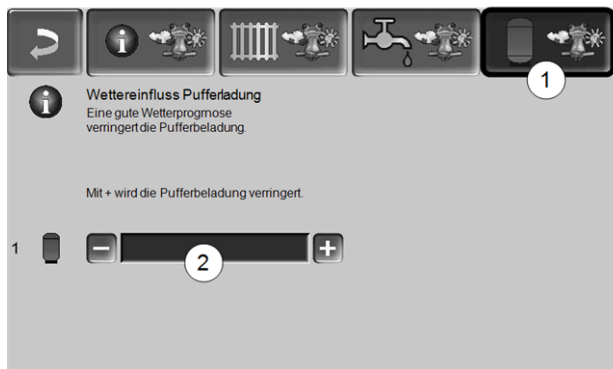 1
Wettereinfluss Pufferladung
Eine gute Wetterprognose
verringert die Pufferbeladung.
Mit + wird die Pufferbeladung verringert.
1
2